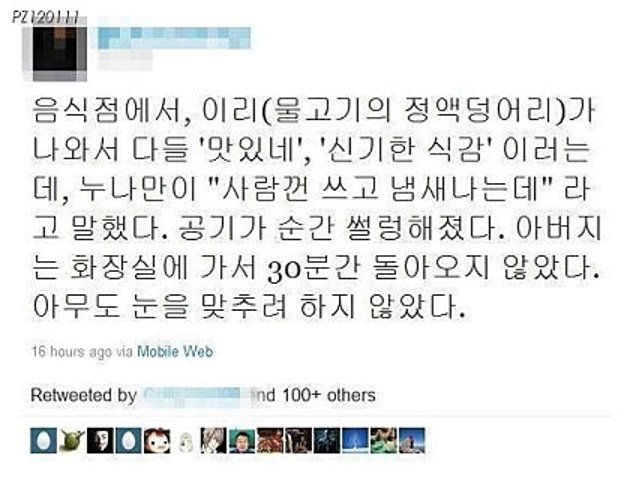 PZ120111
음식점에서, 이리(물고기의 정액덩어리)가
나와서 다들 '맛있네', '신기한 식감' 이러는
데, 누나만이 "사람껀 쓰고 냄새나는데" 라
고 말했다. 공기가 순간 썰렁해졌다. 아버지
는 화장실에 가서 30분간 돌아오지 않았다.
아무도 눈을 맞추려 하지 않았다.
16 hours ago via Mobile Web
Retweeted by and 100+ others